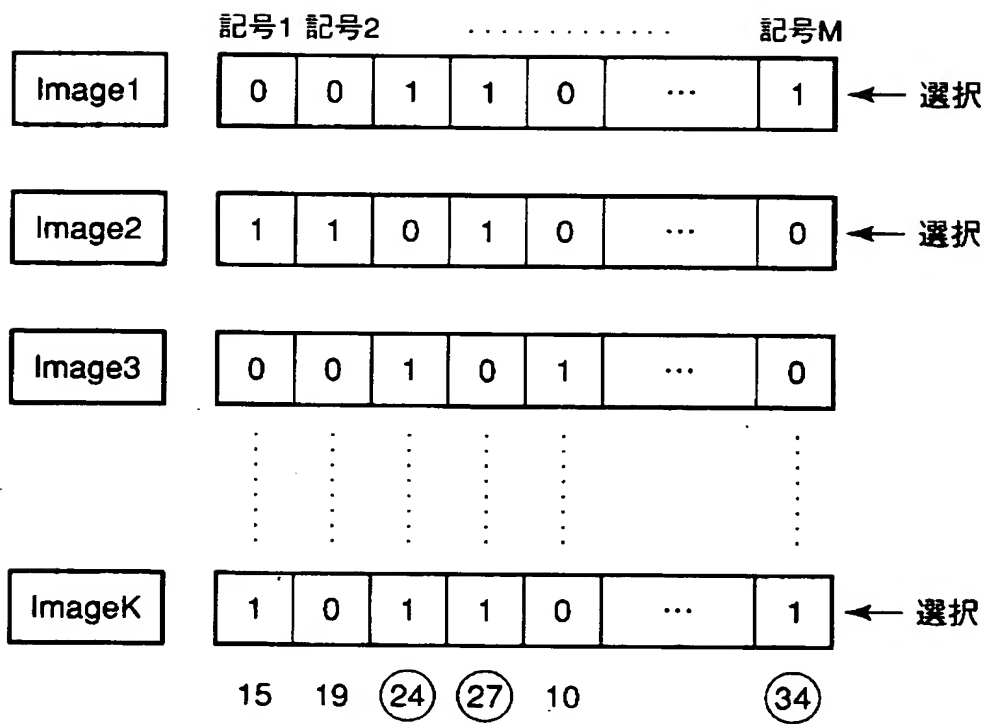 記号1 記号2 ............. 記号M
Image1 0 0 1 1 0 ... 1 ← 選択
Image2 1 1 0 1 0 ... 0 ← 選択
Image3 0 0 1 0 1 ... 0
ImageK 1 0 1 1 0 ... 1 ← 選択
15 19 24 27 10 34